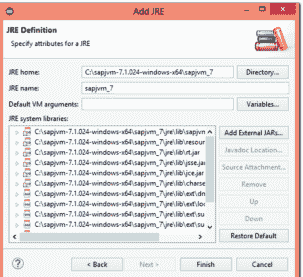 Add JRE
JRE Definition
Specify attributes for a JRE
JRE home: C:\sapjvm-7.1.024-windows-x64\sapjvm_7 Directory...
JRE name: sapjvm_7
Default VM arguments: Variables...
JRE system libraries:
C:\sapjvm-7.1.024-windows-x64\sapjvm_7\jre\lib\sapjvm Add External JARs...
C:\sapjvm-7.1.024-windows-x64\sapjvm_7\jre\lib\resour Javadoc Location...
C:\sapjvm-7.1.024-windows-x64\sapjvm_7\jre\lib\rt.jar
C:\sapjvm-7.1.024-windows-x64\sapjvm_7\jre\lib\jsse.jar Source Attachment...
C:\sapjvm-7.1.024-windows-x64\sapjvm_7\jre\lib\jce.jar
C:\sapjvm-7.1.024-windows-x64\sapjvm_7\jre\lib\charse Remove
C:\sapjvm-7.1.024-windows-x64\sapjvm_7\jre\lib\ext\dn Up
C:\sapjvm-7.1.024-windows-x64\sapjvm_7\jre\lib\ext\loc
C:\sapjvm-7.1.024-windows-x64\sapjvm_7\jre\lib\ext\su Down
C:\sapjvm-7.1.024-windows-x64\sapjvm_7\jre\lib\ext\su
Restore Default
< Back Next > Finish Cancel